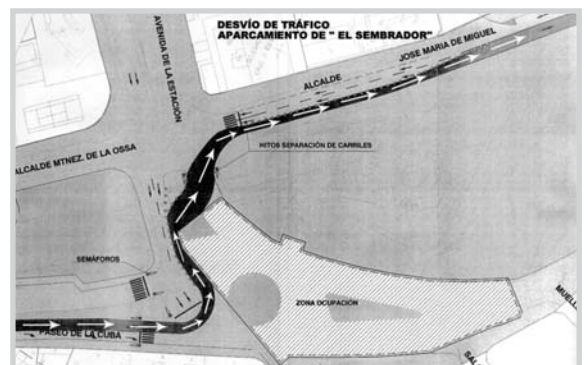 DESVÍO DE TRÁFICO
APARCAMIENTO DE " EL SEMBRADOR"
AVENIDA DE LA ESTACIÓN
ALCALDE
JOSE MARIA DE MIGUEL
HITOS SEPARACIÓN DE CARRILES
ALCALDE MTNEZ. DE LA OSSA
SEMÁFOROS
ZONA OCUPACIÓN
PASEO DE LA CUBA
MUELL